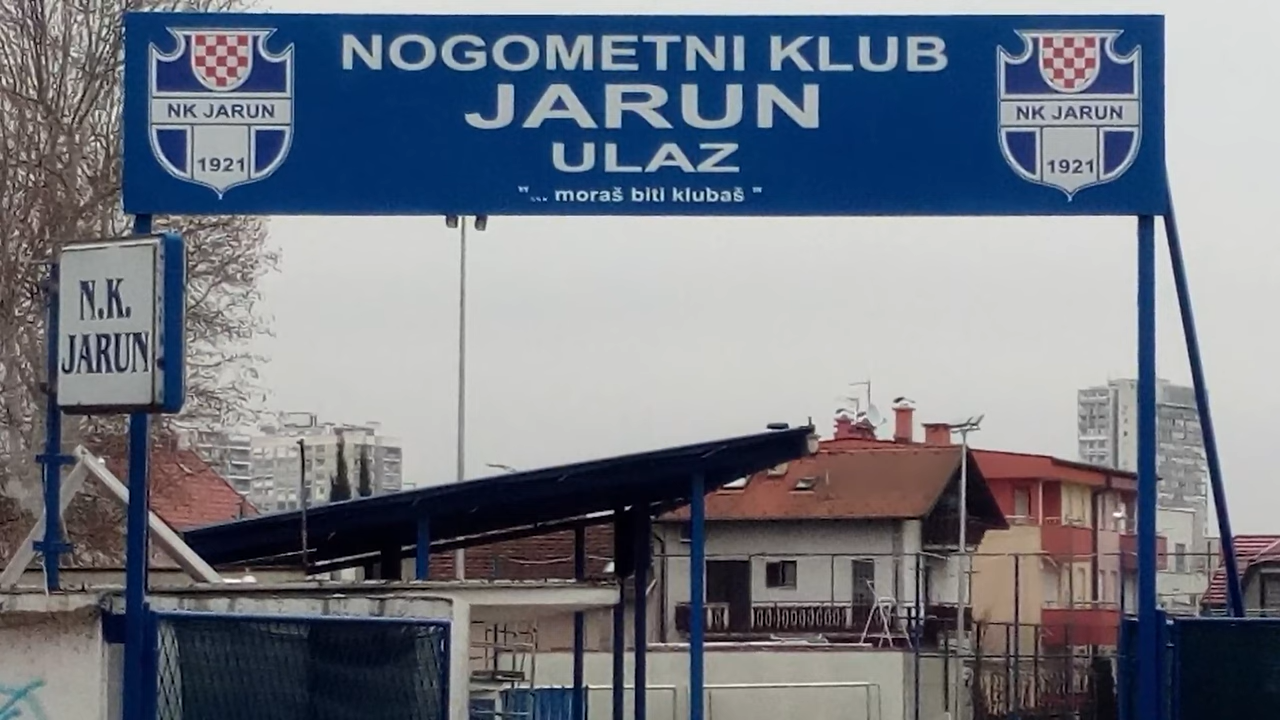 NOGOMETNI KLUB
JARUN
ULAZ
"... moraš biti klubaš "
NK JARUN
1921
NK JARUN
1921
N.K.
JARUN